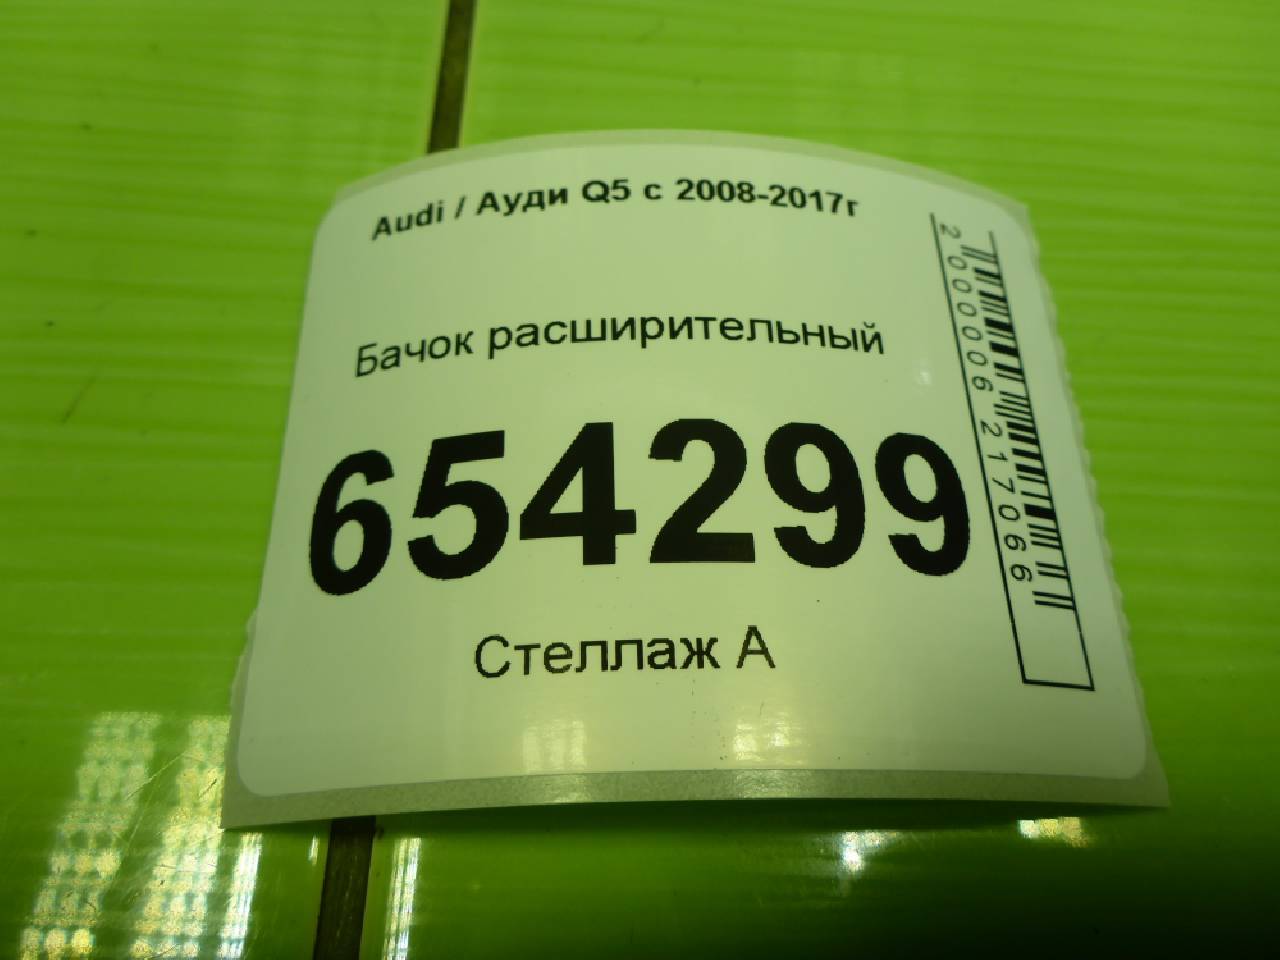 Audi / Ауди Q5 с 2008-2017г
Бачок расширительный
654299
Стеллаж А
2000006217066